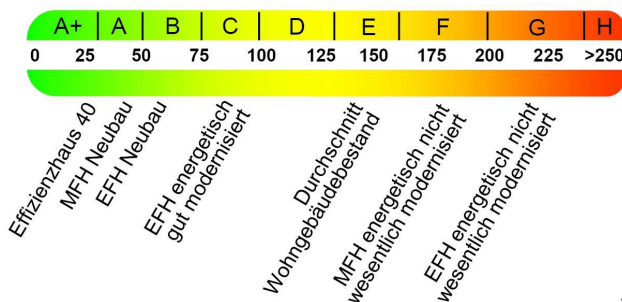 A+ A B C D E F G H
0 25 50 75 100 125 150 175 200 225 >250
Effizienzhaus 40
MFH Neubau
EFH Neubau
EFH energetisch
gut modernisiert
Durchschnitt
Wohngebäudebestand
MFH energetisch nicht
wesentlich modernisiert
EFH energetisch nicht
wesentlich modernisiert